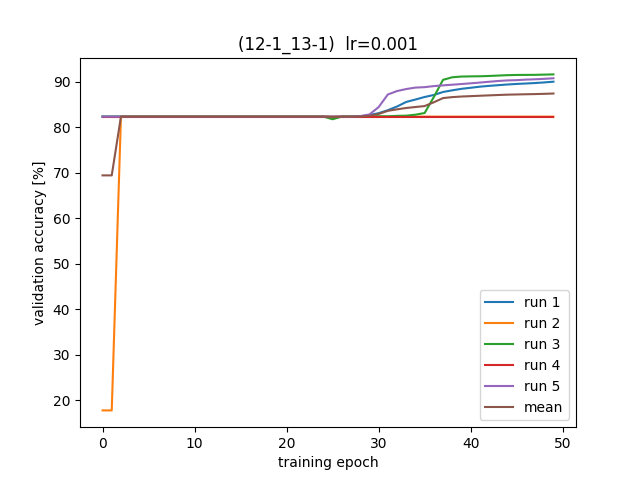 (12-1_13-1)  lr=0.001
validation accuracy [%]
90
80
70
60
50
40
30
20
0
10
20
30
40
50
training epoch
run 1
run 2
run 3
run 4
run 5
mean